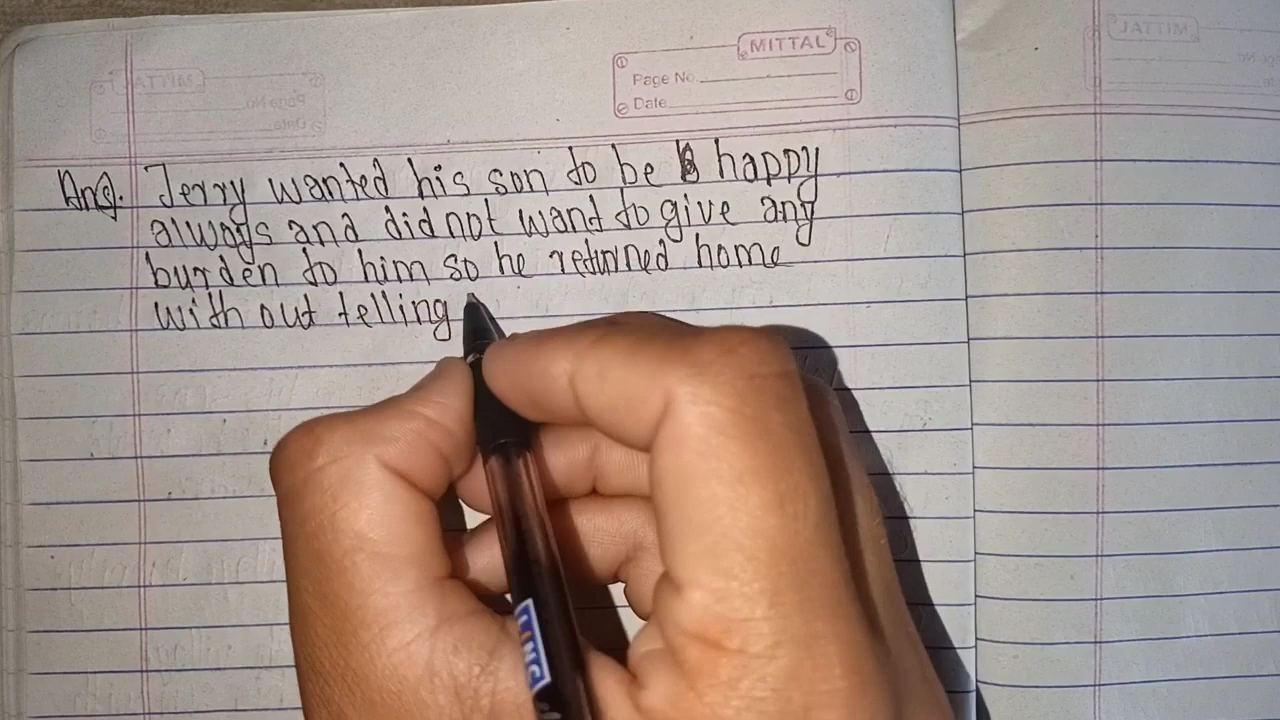 MITTAL
Page No.
Date
Ans. Jerry wanted his son to be happy
always and did not want to give any
burden to him so he returned home
with out telling
LINC